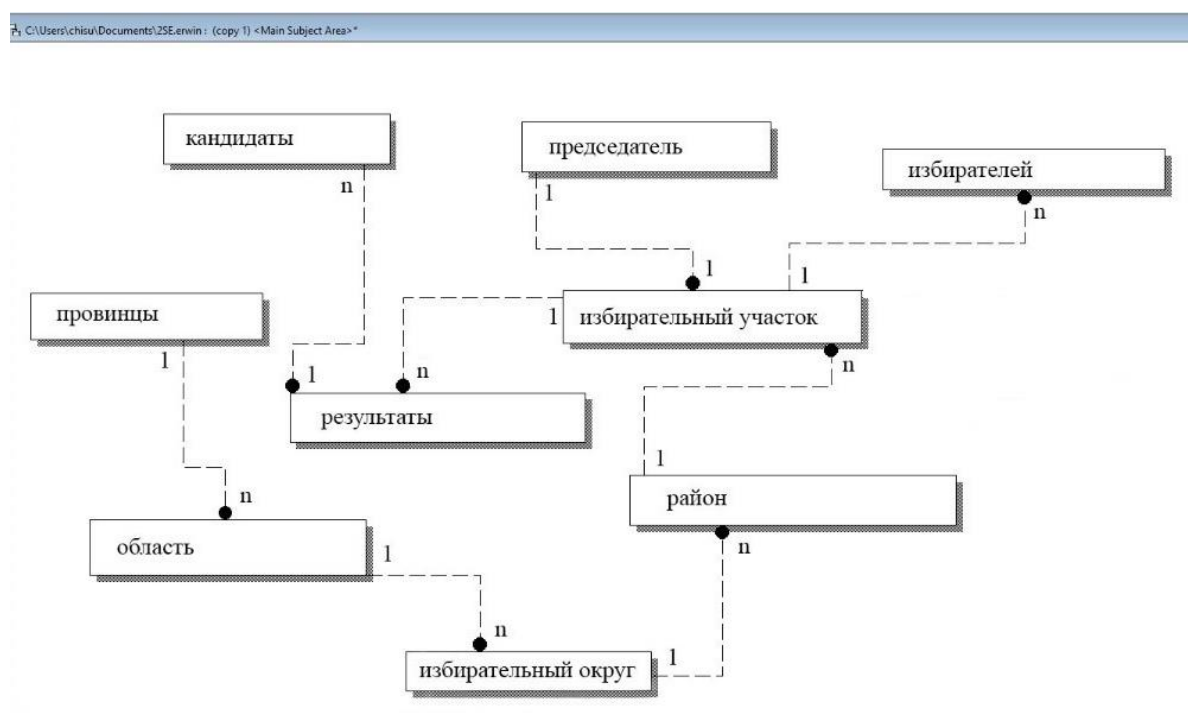 C:\Users\chisu\Documents\2SE.erwin : (copy 1) <Main Subject Area>*
кандидаты
председатель
избирателей
n
1
n
1
1
провинцы
избирательный участок
1
1
n
1
n
результаты
1
район
n
n
область
1
n
1
избирательный округ